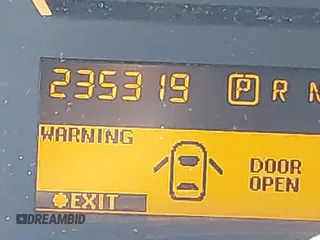 235319 P R N
WARNING
DOOR
OPEN
EXIT
DREAMBID